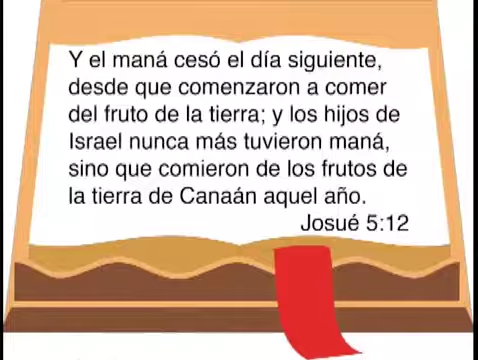 Y el maná cesó el día siguiente,
desde que comenzaron a comer
del fruto de la tierra; y los hijos de
Israel nunca más tuvieron maná,
sino que comieron de los frutos de
la tierra de Canaán aquel año.
Josué 5:12